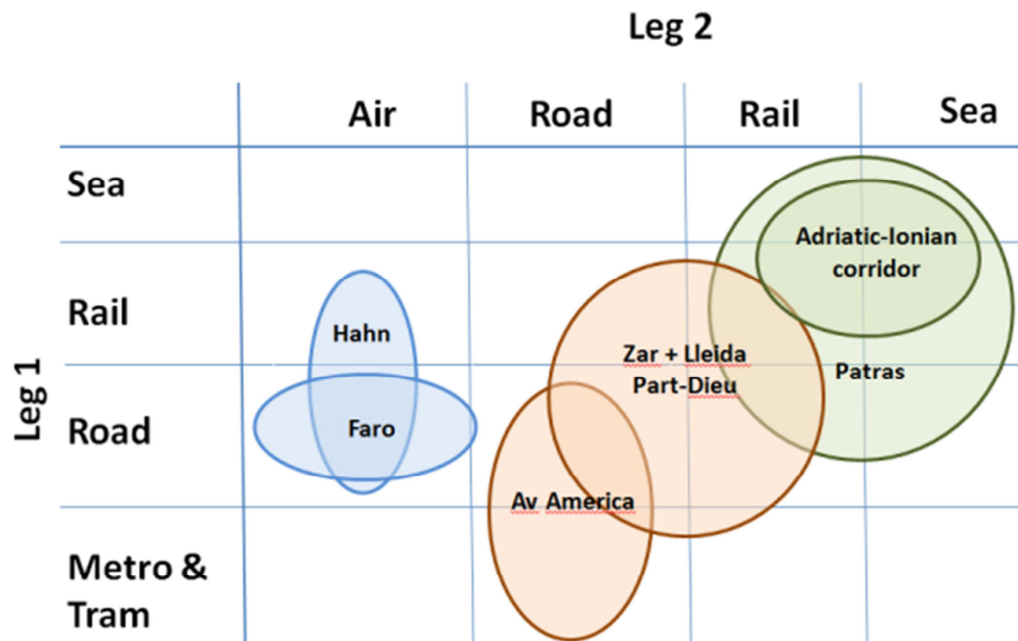 Leg 2
Air Road Rail Sea
Sea
Adriatic-Ionian
corridor
Rail
Hahn
Zar + Lleida
Part-Dieu
Patras
Leg 1
Road
Faro
Av America
Metro &
Tram